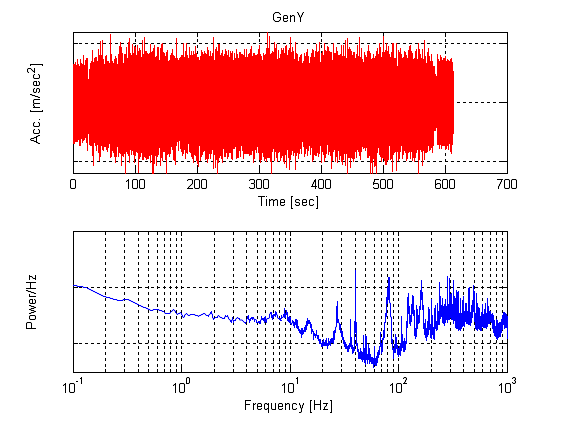 GenY
Acc. [m/sec²]
0 100 200 300 400 500 600 700
Time [sec]
Power/Hz
10⁻¹ 10⁰ 10¹ 10² 10³
Frequency [Hz]